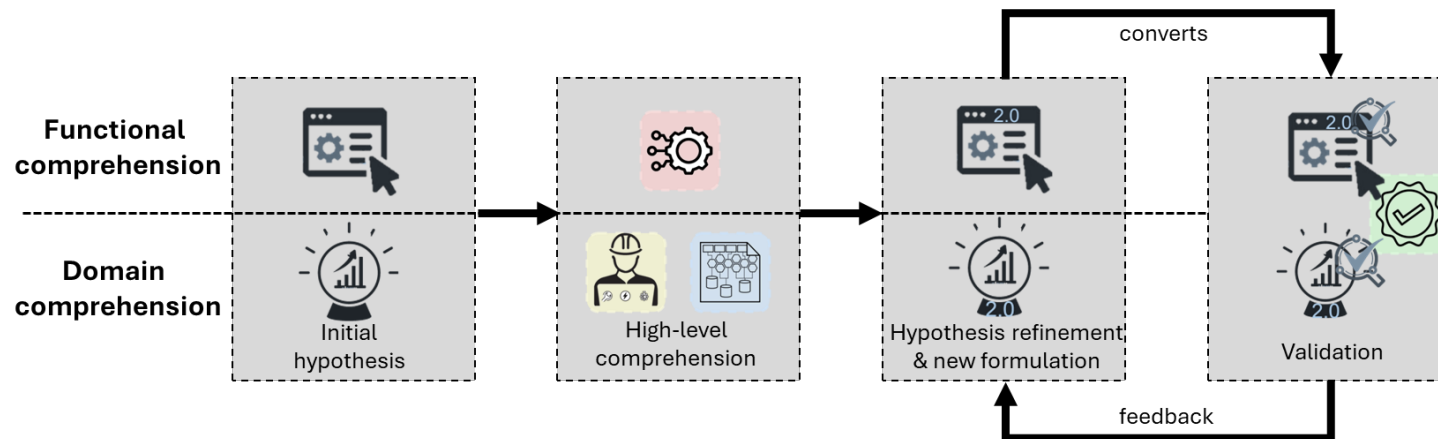 converts
Functional
comprehension
2.0
2.0
Domain
comprehension
2.0
2.0
Initial
hypothesis
High-level
comprehension
Hypothesis refinement
& new formulation
Validation
feedback